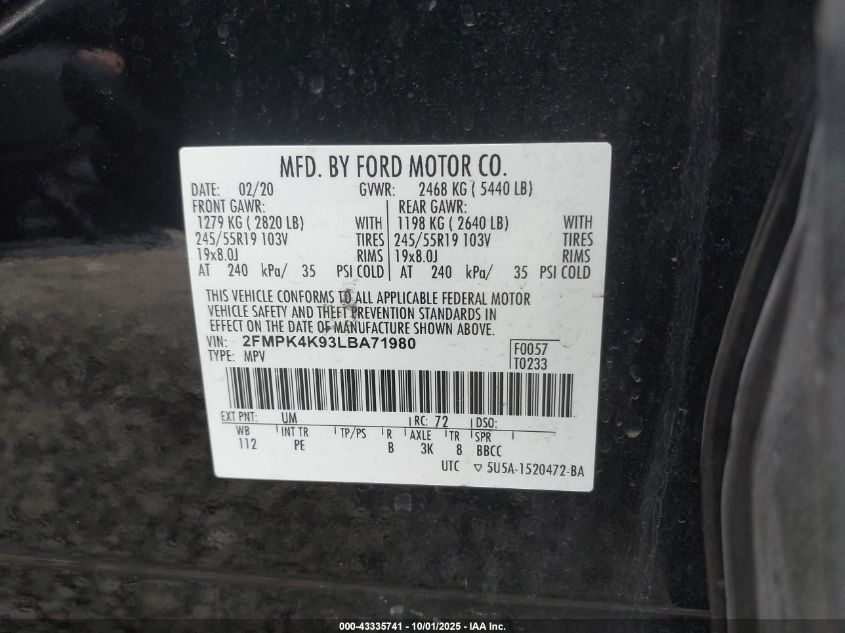 MFD. BY FORD MOTOR CO.
DATE: 02/20 GVWR: 2468 KG ( 5440 LB)
FRONT GAWR: REAR GAWR:
1279 KG ( 2820 LB) WITH 1198 KG ( 2640 LB) WITH
245/55R19 103V TIRES 245/55R19 103V TIRES
19x8.0J RIMS 19x8.0J RIMS
AT 240 kPa/ 35 PSI COLD AT 240 kPa/ 35 PSI COLD
THIS VEHICLE CONFORMS TO ALL APPLICABLE FEDERAL MOTOR
VEHICLE SAFETY AND THEFT PREVENTION STANDARDS IN
EFFECT ON THE DATE OF MANUFACTURE SHOWN ABOVE.
VIN: 2FMPK4K93LBA71980 F0057
TYPE: MPV T0233
EXT PNT: UM RC: 72 DSO:
WB INT TR TP/PS R AXLE TR SPR
112 PE B 3K 8 BBCC
UTC ▽ 5U5A-1520472-BA
000-43335741 - 10/01/2025 - IAA Inc.